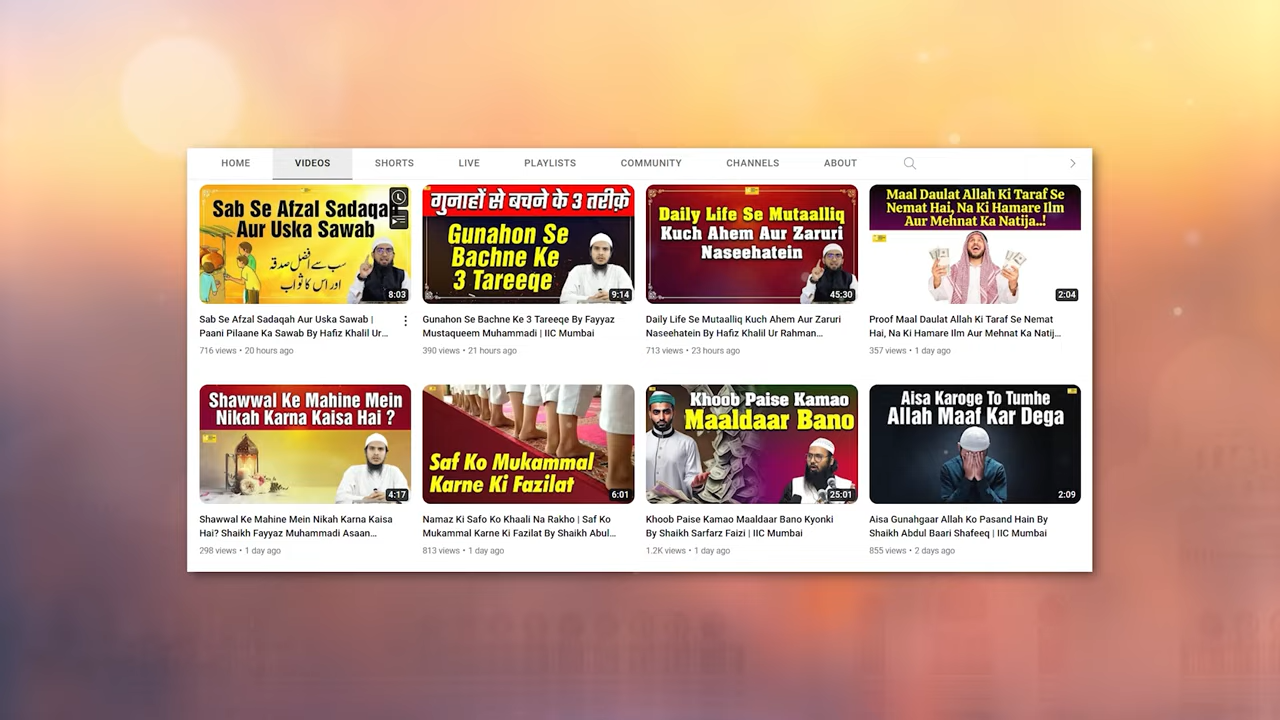 HOME VIDEOS SHORTS LIVE PLAYLISTS COMMUNITY CHANNELS ABOUT
Sab Se Afzal Sadaqah
Aur Uska Sawab
سب سے افضل صدقہ
اور اس کا ثواب
8:03
Sab Se Afzal Sadaqah Aur Uska Sawab |
Paani Pilaane Ka Sawab By Hafiz Khalil Ur...
716 views • 20 hours ago
गुनाहों से बचने के 3 तरीक़े
Gunahon Se
Bachne Ke
3 Tareeqe
9:14
Gunahon Se Bachne Ke 3 Tareeqe By Fayyaz
Mustaqueem Muhammadi | IIC Mumbai
390 views • 21 hours ago
Daily Life Se Mutaalliq
Kuch Ahem Aur Zaruri
Naseehatein
45:30
Daily Life Se Mutaalliq Kuch Ahem Aur Zaruri
Naseehatein By Hafiz Khalil Ur Rahman...
713 views • 23 hours ago
Maal Daulat Allah Ki Taraf Se
Nemat Hai, Na Ki Hamare Ilm
Aur Mehnat Ka Natija..!
2:04
Proof Maal Daulat Allah Ki Taraf Se Nemat
Hai, Na Ki Hamare Ilm Aur Mehnat Ka Natij...
357 views • 1 day ago
Shawwal Ke Mahine Mein
Nikah Karna Kaisa Hai ?
4:17
Shawwal Ke Mahine Mein Nikah Karna Kaisa
Hai? Shaikh Fayyaz Muhammadi Asaan...
298 views • 1 day ago
Saf Ko Mukammal
Karne Ki Fazilat
6:01
Namaz Ki Safo Ko Khaali Na Rakho | Saf Ko
Mukammal Karne Ki Fazilat By Shaikh Abul...
813 views • 1 day ago
Khoob Paise Kamao
Maaldaar Bano
25:01
Khoob Paise Kamao Maaldaar Bano Kyonki
By Shaikh Sarfarz Faizi | IIC Mumbai
1.2K views • 1 day ago
Aisa Karoge To Tumhe
Allah Maaf Kar Dega
2:09
Aisa Gunahgaar Allah Ko Pasand Hain By
Shaikh Abdul Baari Shafeeq | IIC Mumbai
855 views • 2 days ago